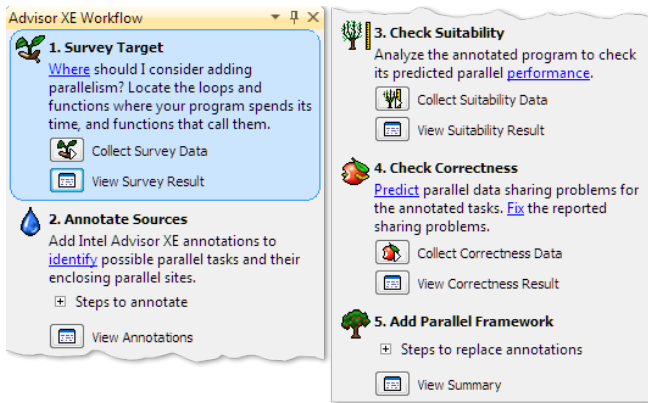 Advisor XE Workflow
1. Survey Target
Where should I consider adding
parallelism? Locate the loops and
functions where your program spends its
time, and functions that call them.
Collect Survey Data
View Survey Result
2. Annotate Sources
Add Intel Advisor XE annotations to
identify possible parallel tasks and their
enclosing parallel sites.
Steps to annotate
View Annotations
3. Check Suitability
Analyze the annotated program to check
its predicted parallel performance.
Collect Suitability Data
View Suitability Result
4. Check Correctness
Predict parallel data sharing problems for
the annotated tasks. Fix the reported
sharing problems.
Collect Correctness Data
View Correctness Result
5. Add Parallel Framework
Steps to replace annotations
View Summary